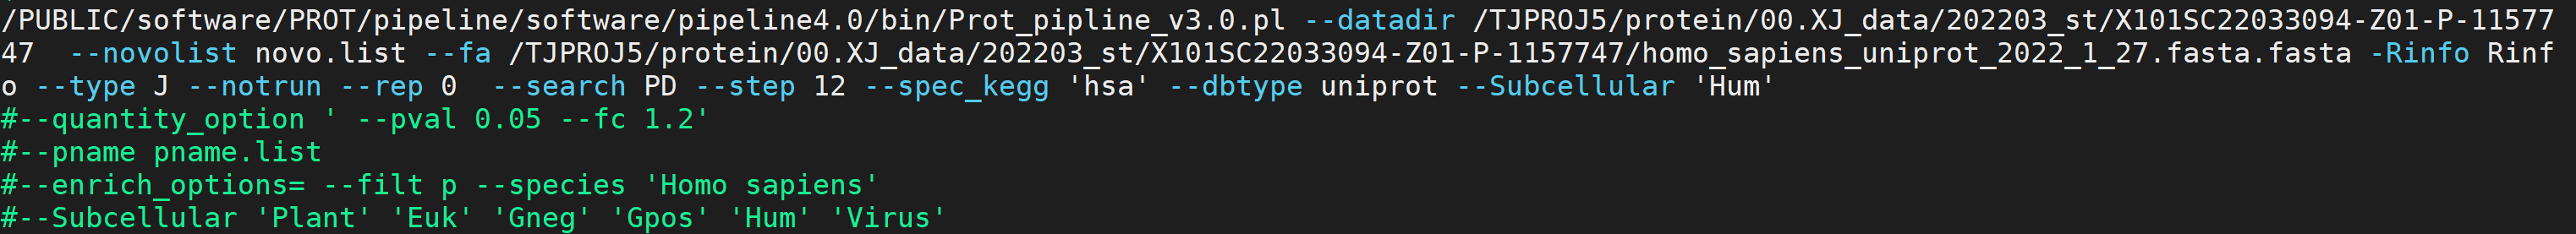 /PUBLIC/software/PROT/pipeline/software/pipeline4.0/bin/Prot_pipline_v3.0.pl --datadir /TJPROJ5/protein/00.XJ_data/202203_st/X101SC22033094-Z01-P-11577
47  --novolist novo.list --fa /TJPROJ5/protein/00.XJ_data/202203_st/X101SC22033094-Z01-P-1157747/homo_sapiens_uniprot_2022_1_27.fasta.fasta -Rinfo Rinf
o --type J --notrun --rep 0  --search PD --step 12 --spec_kegg 'hsa' --dbtype uniprot --Subcellular 'Hum'
#--quantity_option ' --pval 0.05 --fc 1.2'
#--pname pname.list
#--enrich_options= --filt p --species 'Homo sapiens'
#--Subcellular 'Plant' 'Euk' 'Gneg' 'Gpos' 'Hum' 'Virus'